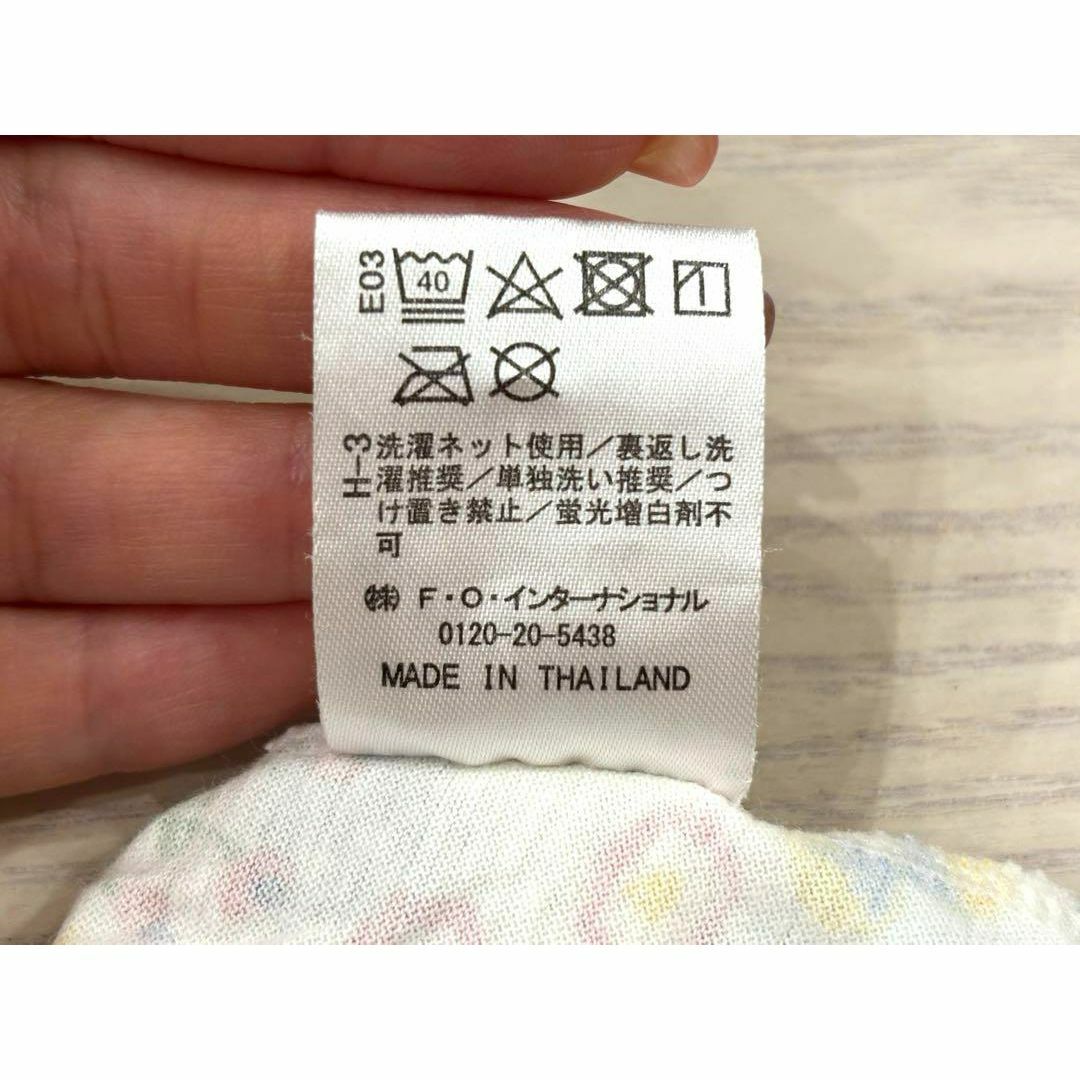 E03
40
H-3
洗濯ネット使用/裏返し洗
濯推奨/単独洗い推奨/つ
け置き禁止/蛍光増白剤不
可
㈱ F・O・インターナショナル
0120-20-5438
MADE IN THAILAND